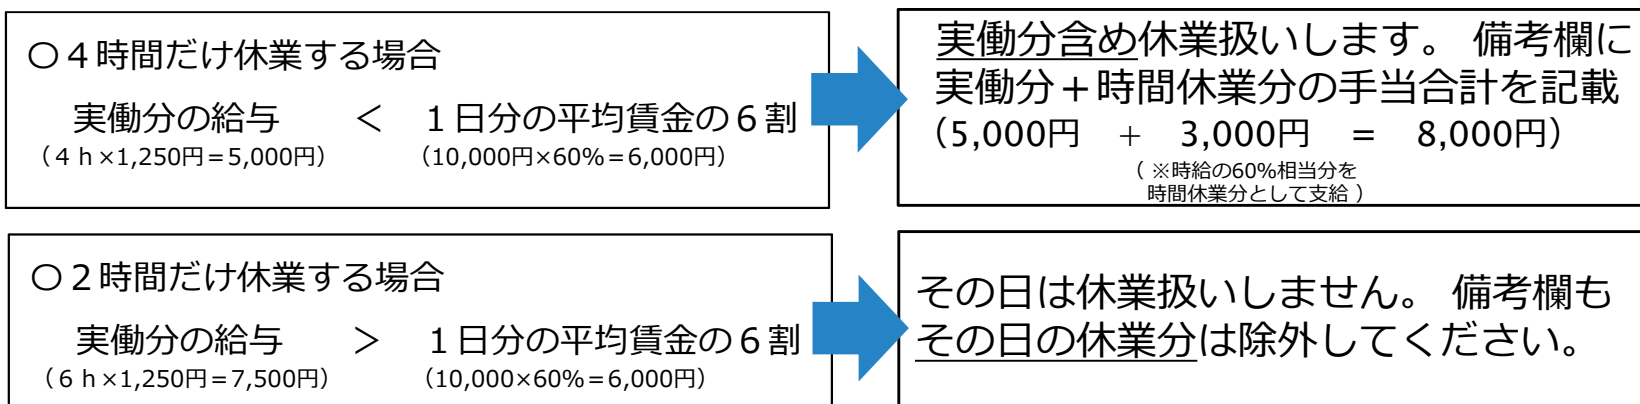 〇４時間だけ休業する場合
実働分の給与　＜　１日分の平均賃金の６割
（４ｈ×1,250円＝5,000円）　（10,000円×60%＝6,000円）
実働分含め休業扱いします。 備考欄に
実働分＋時間休業分の手当合計を記載
（5,000円　＋　3,000円　＝　8,000円）
（ ※時給の60%相当分を
時間休業分として支給 ）
〇２時間だけ休業する場合
実働分の給与　＞　１日分の平均賃金の６割
（６ｈ×1,250円＝7,500円）　（10,000×60%＝6,000円）
その日は休業扱いしません。 備考欄も
その日の休業分は除外してください。